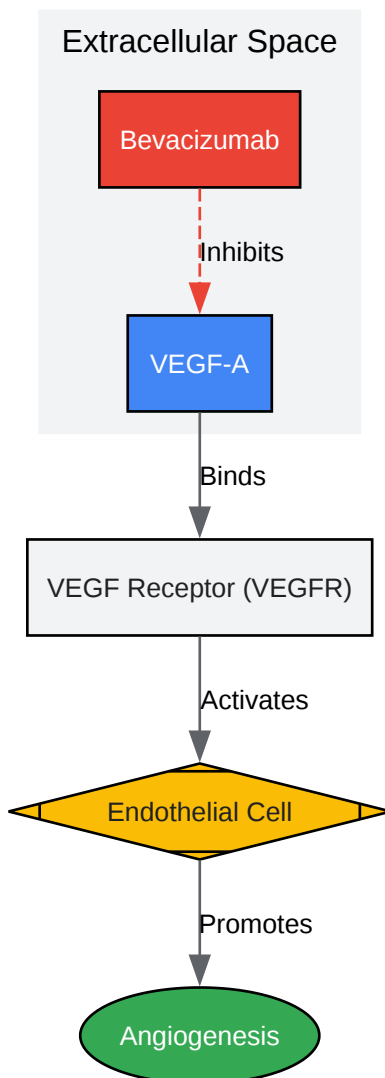 Extracellular Space
Bevacizumab
Inhibits
VEGF-A
Binds
VEGF Receptor (VEGFR)
Activates
Endothelial Cell
Promotes
Angiogenesis